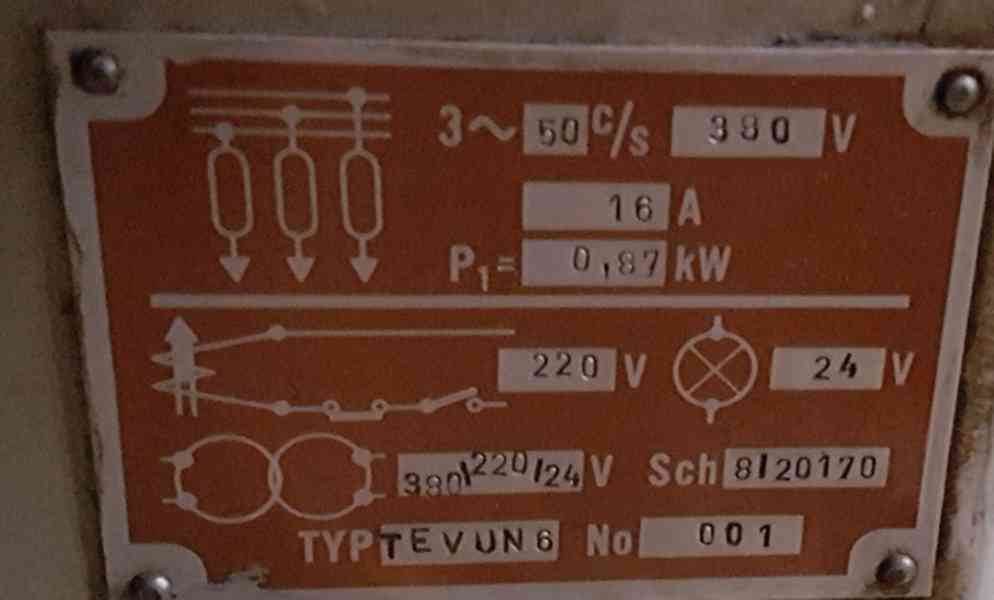 3~ 50 c/s 380 V
16 A
P1= 0,87 kW
220 V 24 V
380/220/24 V Sch 8/20170
TYP TEVUN6 No 001